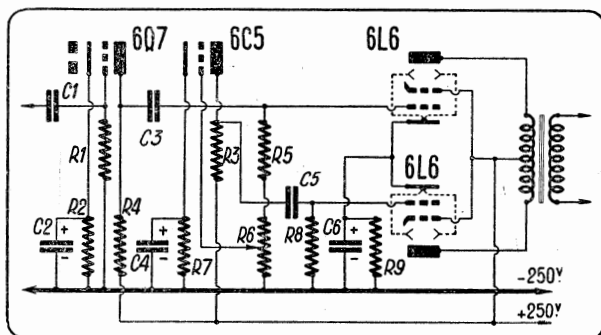 6Q7 6C5 6L6
C1
C3
R1 R3 R5
6L6
C5
R2 R4
C2 + C4 + R7 R6 R8 C6 + R9
- - -
-250V
+250V